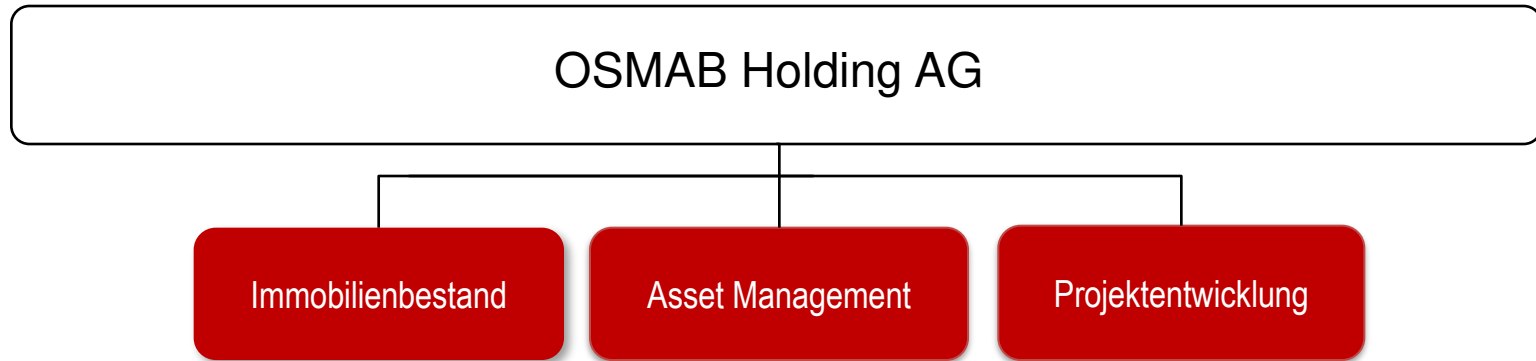 OSMAB Holding AG
Immobilienbestand
Asset Management
Projektentwicklung